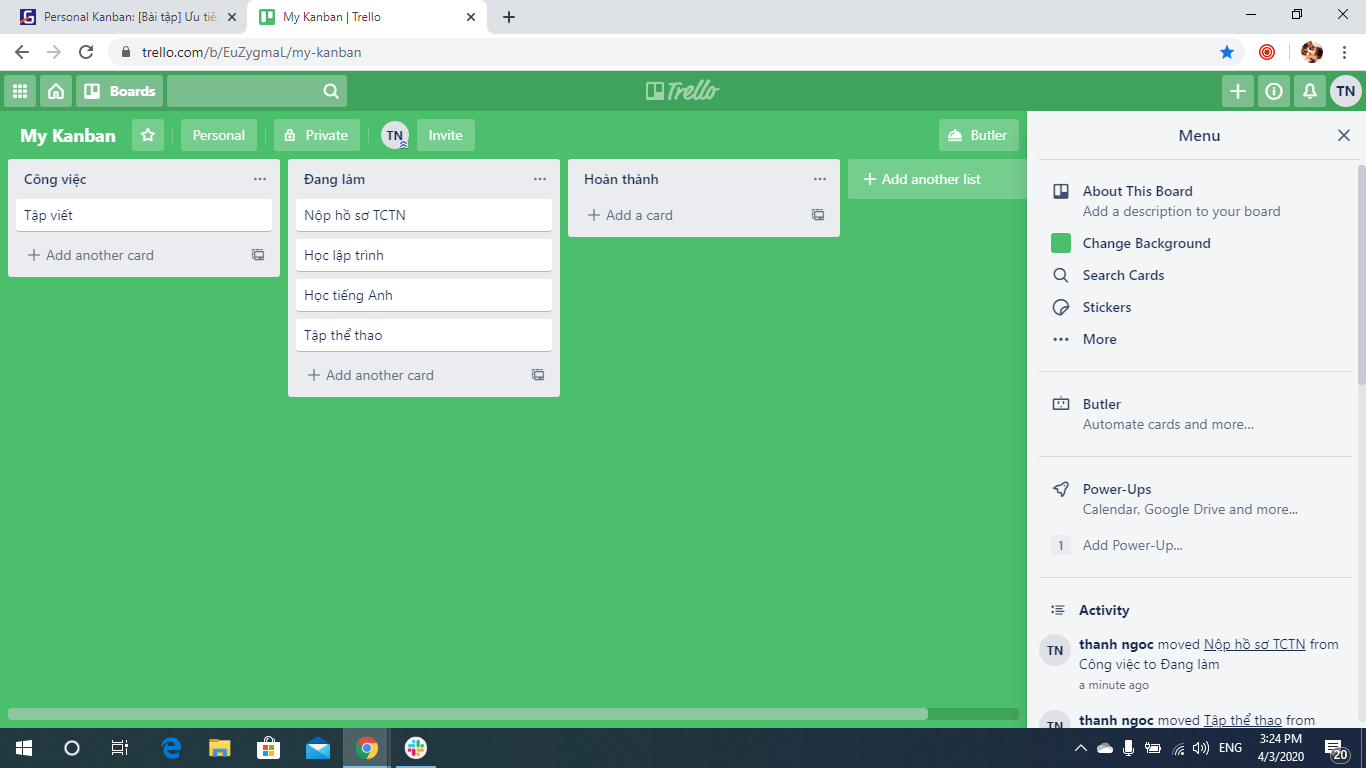 Personal Kanban: [Bài tập] Ưu tiê
My Kanban | Trello
trello.com/b/EuZygmaL/my-kanban
Boards
Trello
TN
My Kanban
Personal
Private
TN
Invite
Butler
Công việc
Tập viết
Add another card
Đang làm
Nộp hồ sơ TCTN
Học lập trình
Học tiếng Anh
Tập thể thao
Add another card
Hoàn thành
Add a card
Add another list
Menu
About This Board
Add a description to your board
Change Background
Search Cards
Stickers
More
Butler
Automate cards and more...
Power-Ups
Calendar, Google Drive and more...
1 Add Power-Up...
Activity
TN
thanh ngoc moved Nộp hồ sơ TCTN from
Công việc to Đang làm
a minute ago
TN
thanh ngoc moved Tập thể thao from
ENG
3:24 PM
4/3/2020
20